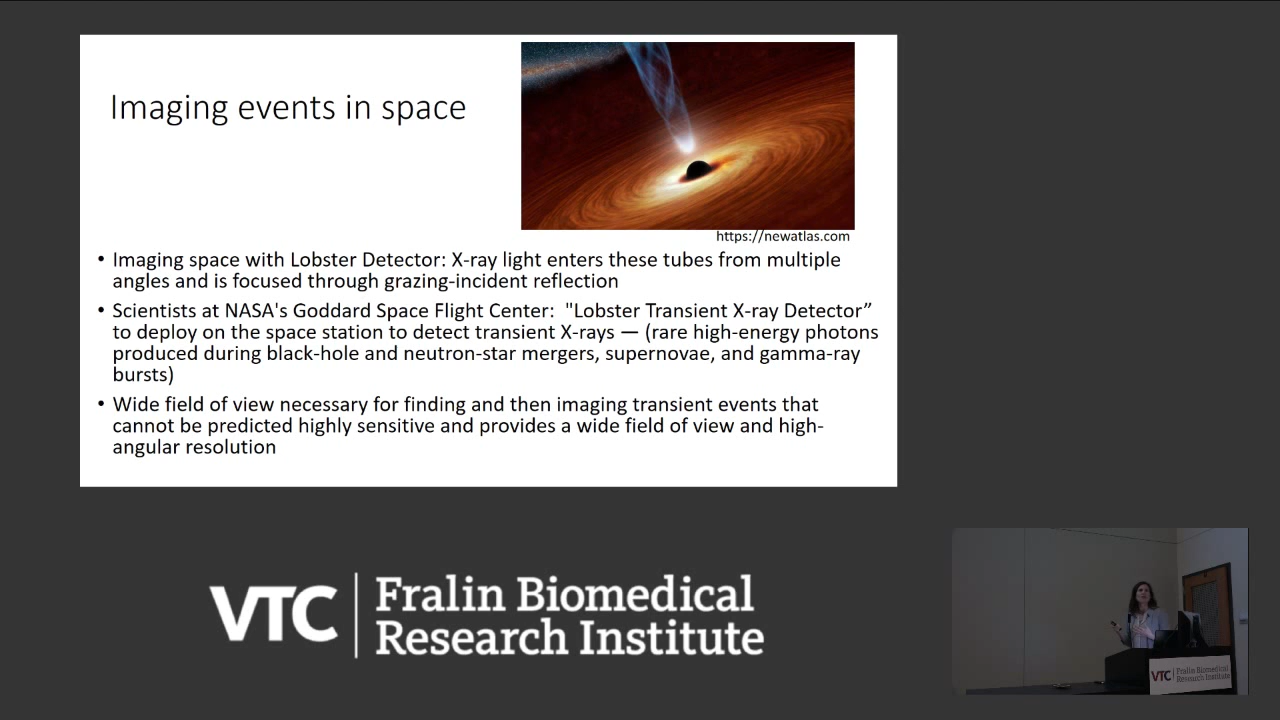 Imaging events in space
https://newatlas.com
• Imaging space with Lobster Detector: X-ray light enters these tubes from multiple
angles and is focused through grazing-incident reflection
• Scientists at NASA's Goddard Space Flight Center:  "Lobster Transient X-ray Detector”
to deploy on the space station to detect transient X-rays — (rare high-energy photons
produced during black-hole and neutron-star mergers, supernovae, and gamma-ray
bursts)
• Wide field of view necessary for finding and then imaging transient events that
cannot be predicted highly sensitive and provides a wide field of view and high-
angular resolution
VTC | Fralin Biomedical
Research Institute
VTC | Fralin Biomedical
Research Institute